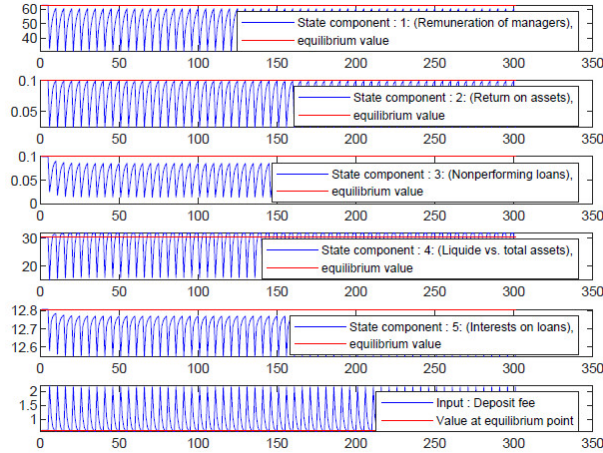 60
50
40
State component : 1: (Remuneration of managers),
equilibrium value
0 50 100 150 200 250 300 350
0.1
0.05
State component : 2: (Return on assets),
equilibrium value
0 50 100 150 200 250 300 350
0.1
0.05
0
State component : 3: (Nonperforming loans),
equilibrium value
0 50 100 150 200 250 300 350
30
20
State component : 4: (Liquide vs. total assets),
equilibrium value
0 50 100 150 200 250 300 350
12.8
12.7
12.6
State component : 5: (Interests on loans),
equilibrium value
0 50 100 150 200 250 300 350
2
1.5
1
Input : Deposit fee
Value at equilibrium point
0 50 100 150 200 250 300 350